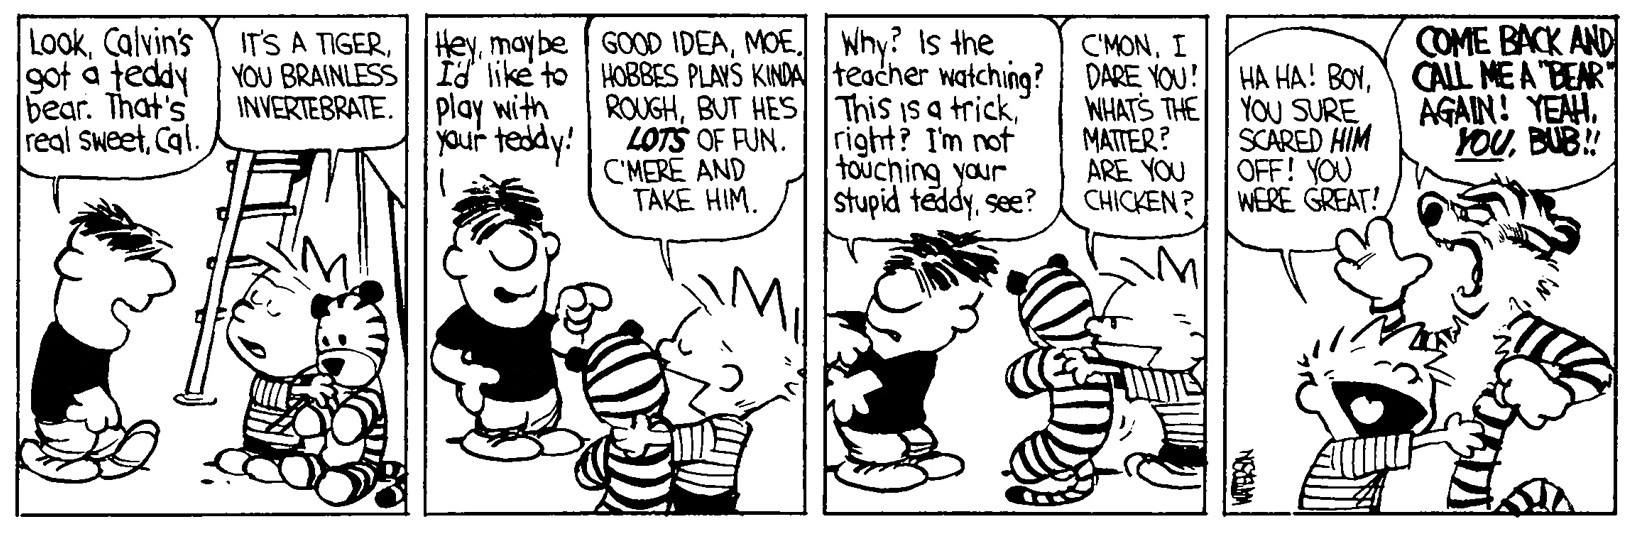 Look, Calvin's
got a teddy
bear. That's
real sweet, Cal.
IT'S A TIGER,
YOU BRAINLESS
INVERTEBRATE.
Hey, maybe
I'd like to
play with
your teddy!
GOOD IDEA, MOE.
HOBBES PLAYS KINDA
ROUGH, BUT HE'S
LOTS OF FUN.
C'MERE AND
TAKE HIM.
Why? Is the
teacher watching?
This is a trick,
right? I'm not
touching your
stupid teddy, see?
C'MON, I
DARE YOU!
WHAT'S THE
MATTER?
ARE YOU
CHICKEN?
HA HA! BOY,
YOU SURE
SCARED HIM
OFF! YOU
WERE GREAT!
COME BACK AND
CALL ME A "BEAR"
AGAIN! YEAH,
YOU, BUB!!
WATTERSON